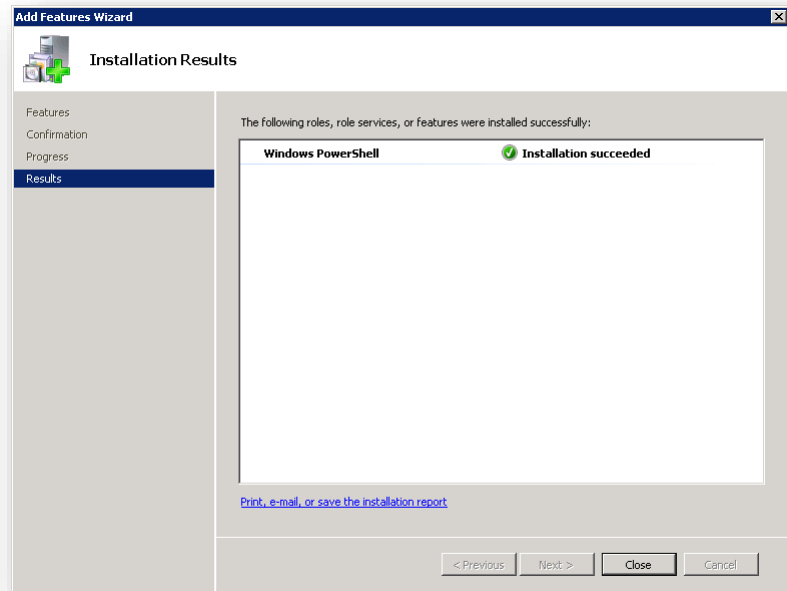 Add Features Wizard
Installation Results
Features
Confirmation
Progress
Results
The following roles, role services, or features were installed successfully:
Windows PowerShell Installation succeeded
Print, e-mail, or save the installation report
< Previous Next > Close Cancel